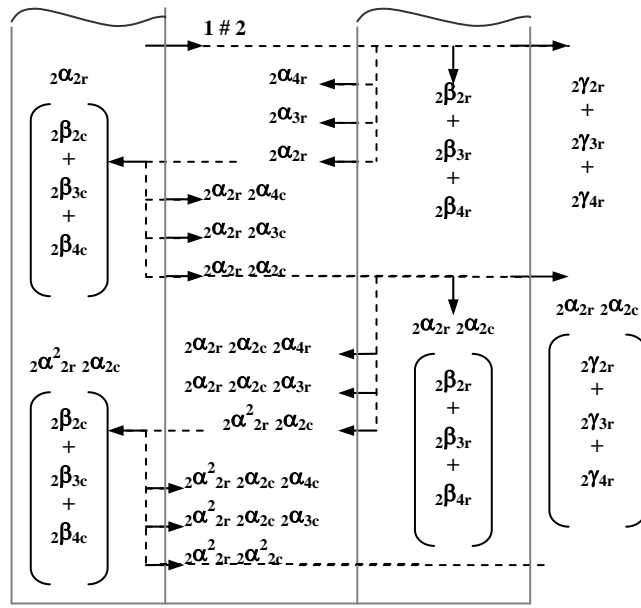 1 # 2
₂α₂ᵣ
₂β₂c
+
₂β₃c
+
₂β₄c
₂α₄ᵣ
₂α₃ᵣ
₂α₂ᵣ
₂α₂ᵣ ₂α₄c
₂α₂ᵣ ₂α₃c
₂α₂ᵣ ₂α₂c
₂β₂ᵣ
+
₂β₃ᵣ
+
₂β₄ᵣ
₂γ₂ᵣ
+
₂γ₃ᵣ
+
₂γ₄ᵣ
₂α²₂ᵣ ₂α₂c
₂β₂c
+
₂β₃c
+
₂β₄c
₂α₂ᵣ ₂α₂c ₂α₄ᵣ
₂α₂ᵣ ₂α₂c ₂α₃ᵣ
₂α²₂ᵣ ₂α₂c
₂α²₂ᵣ ₂α₂c ₂α₄c
₂α²₂ᵣ ₂α₂c ₂α₃c
₂α²₂ᵣ ₂α²₂c
₂α₂ᵣ ₂α₂c
₂β₂ᵣ
+
₂β₃ᵣ
+
₂β₄ᵣ
₂α₂ᵣ ₂α₂c
₂γ₂ᵣ
+
₂γ₃ᵣ
+
₂γ₄ᵣ